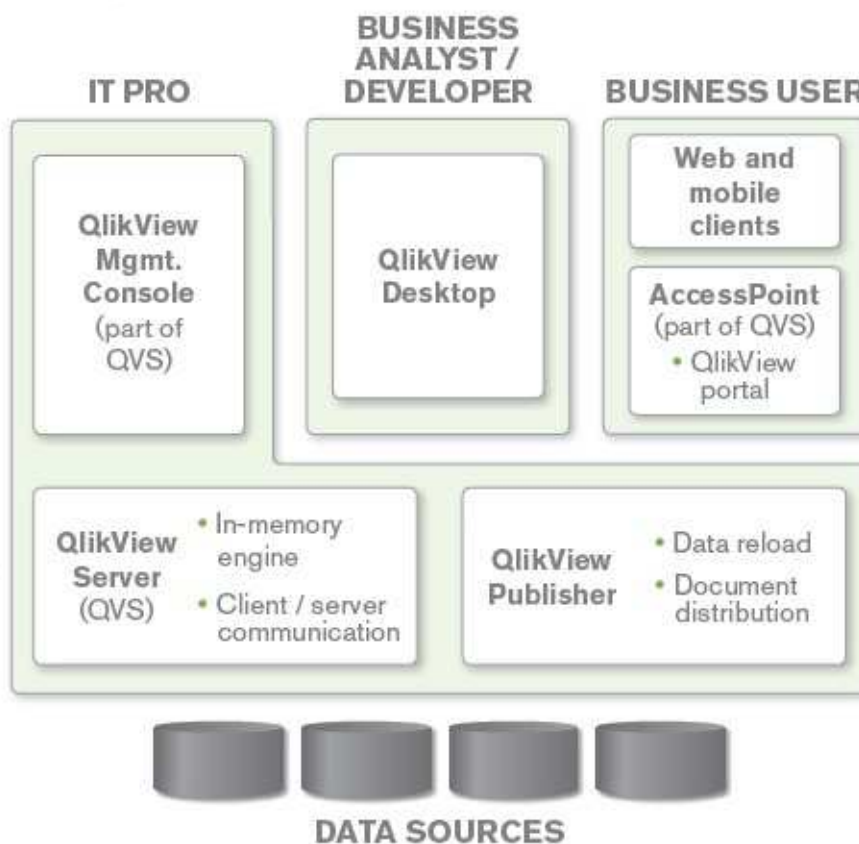 IT PRO
BUSINESS
ANALYST /
DEVELOPER
BUSINESS USER
QlikView
Mgmt.
Console
(part of
QVS)
QlikView
Desktop
Web and
mobile
clients
AccessPoint
(part of QVS)
• QlikView
portal
QlikView
Server
(QVS)
• In-memory
engine
• Client / server
communication
QlikView
Publisher
• Data reload
• Document
distribution
DATA SOURCES